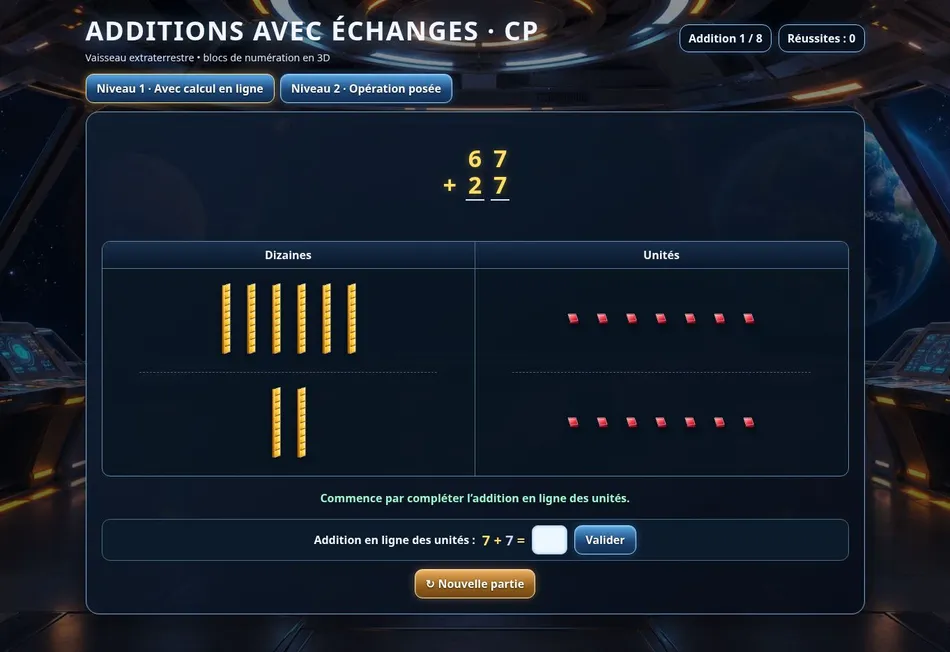 ADDITIONS AVEC ÉCHANGES · CP
Vaisseau extraterrestre • blocs de numération en 3D
Addition 1 / 8
Réussites : 0
Niveau 1 · Avec calcul en ligne
Niveau 2 · Opération posée
6 7
+ 2 7
Dizaines
Unités
Commence par compléter l’addition en ligne des unités.
Addition en ligne des unités : 7 + 7 =
Valider
↻ Nouvelle partie